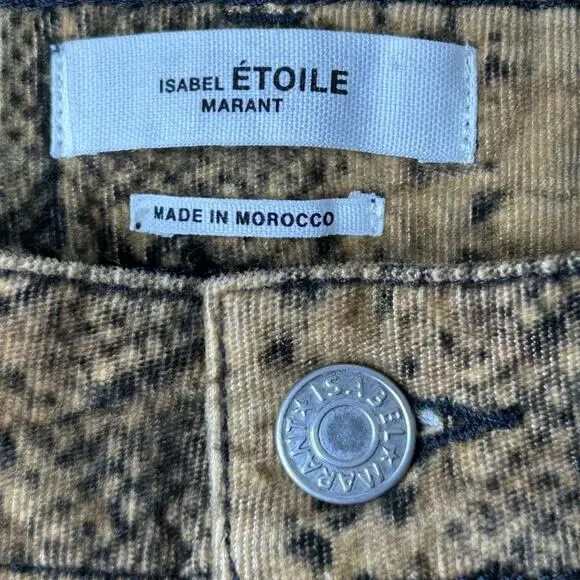 ISABEL ÉTOILE
MARANT
MADE IN MOROCCO
ISABEL★MARANT★